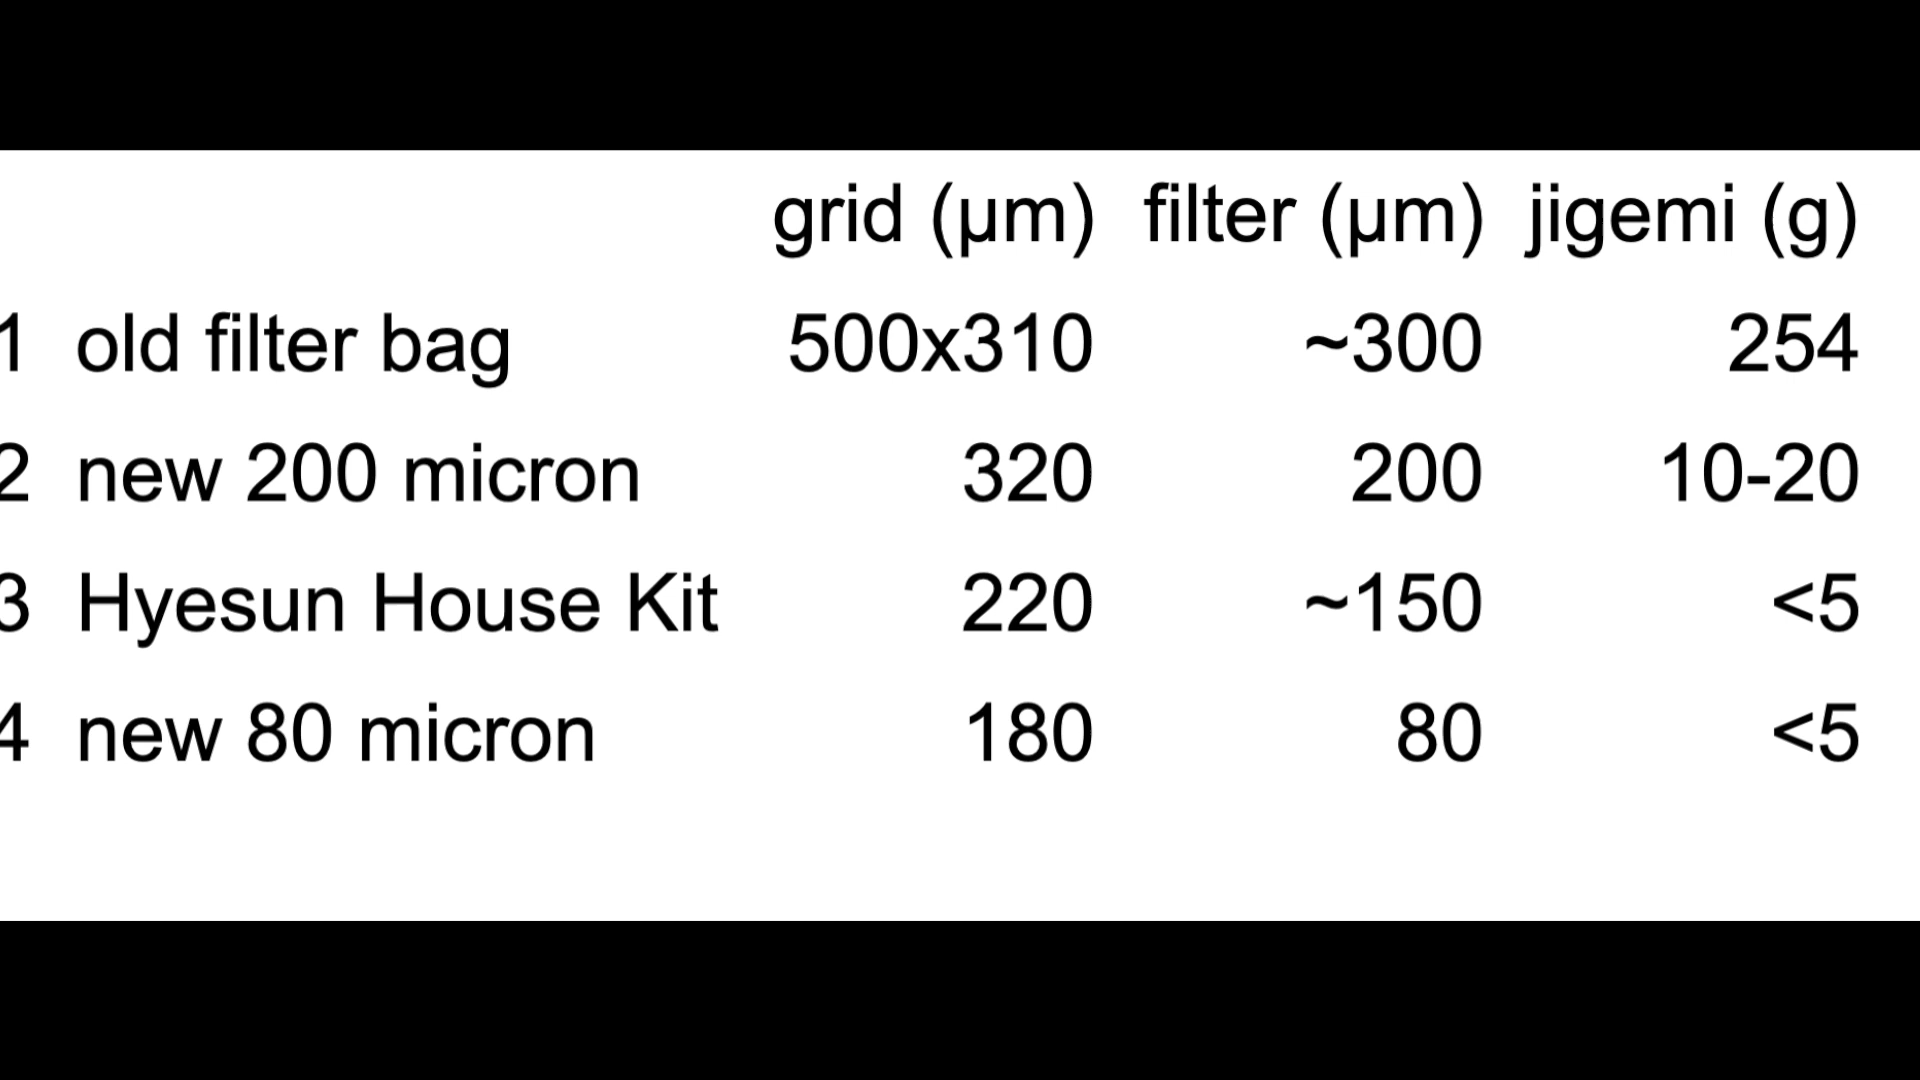 grid (μm) filter (μm) jigemi (g)
1 old filter bag 500x310 ~300 254
2 new 200 micron 320 200 10-20
3 Hyesun House Kit 220 ~150 <5
4 new 80 micron 180 80 <5